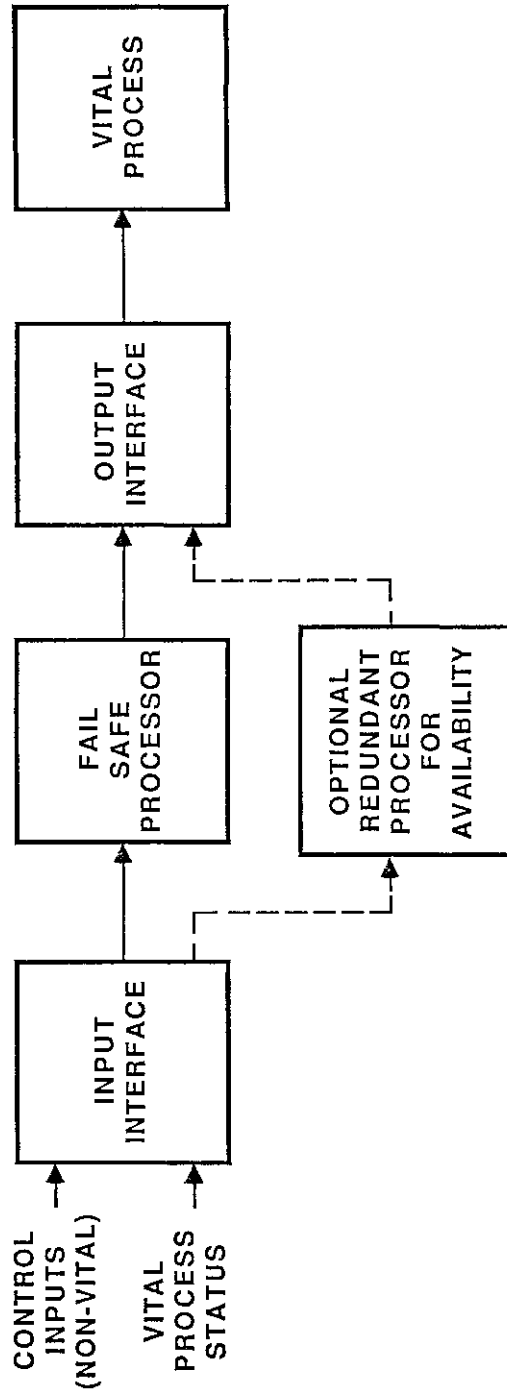 CONTROL
INPUTS
(NON-VITAL)
VITAL
PROCESS
STATUS
INPUT
INTERFACE
FAIL
SAFE
PROCESSOR
OPTIONAL
REDUNDANT
PROCESSOR
FOR
AVAILABILITY
OUTPUT
INTERFACE
VITAL
PROCESS